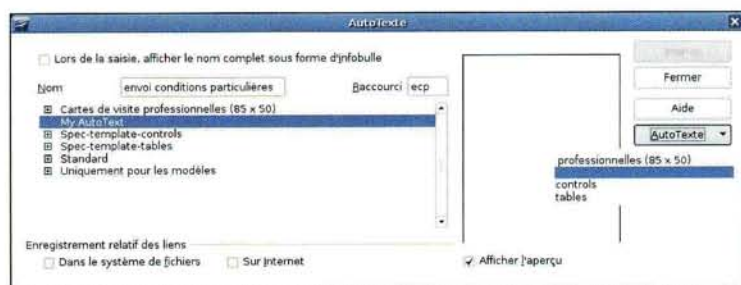 AutoTexte
Lors de la saisie, afficher le nom complet sous forme d'infobulle
Nom envoi conditions particulières Raccourci ecp
Cartes de visite professionnelles (85 x 50)
My AutoText
Spec-template-controls
Spec-template-tables
Standard
Uniquement pour les modèles
Fermer
Aide
AutoTexte
professionnelles (85 x 50)
controls
tables
Enregistrement relatif des liens
Dans le système de fichiers Sur Internet Afficher l'aperçu